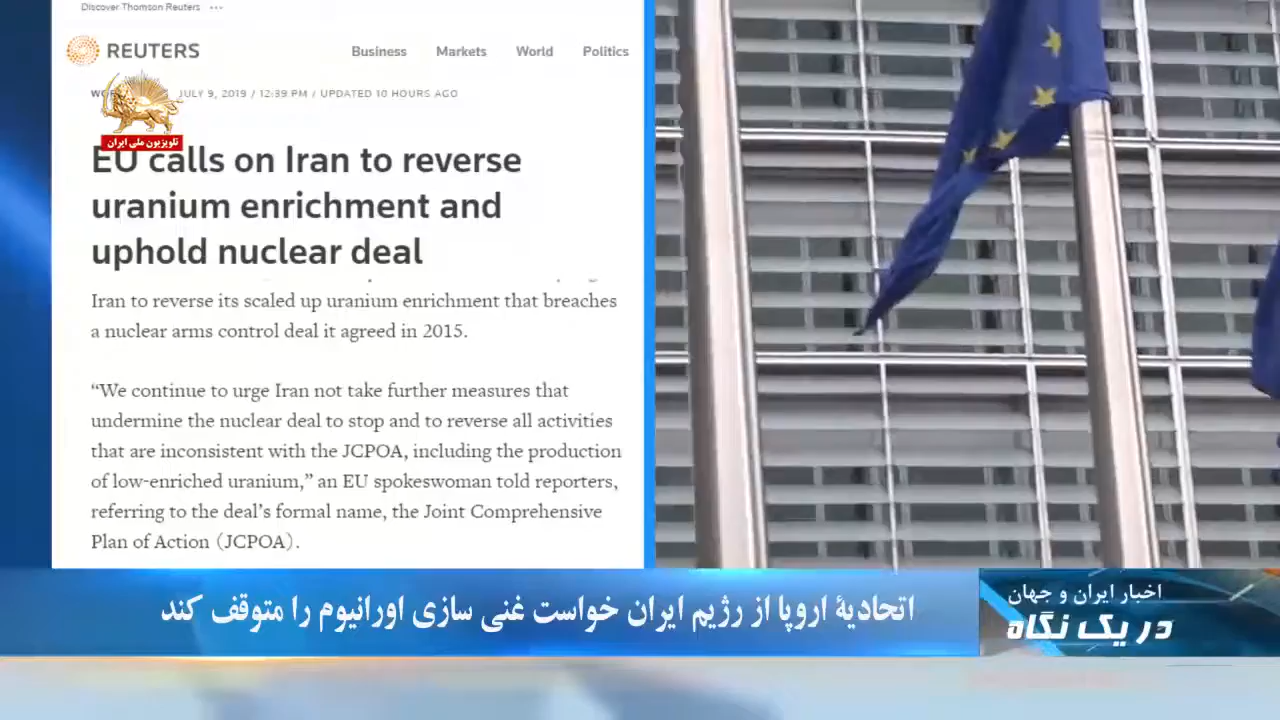 Discover Thomson Reuters ...
REUTERS
Business Markets World Politics
JULY 9, 2019 / 12:39 PM / UPDATED 10 HOURS AGO
تلویزیون ملی ایران
EU calls on Iran to reverse
uranium enrichment and
uphold nuclear deal
Iran to reverse its scaled up uranium enrichment that breaches
a nuclear arms control deal it agreed in 2015.
“We continue to urge Iran not take further measures that
undermine the nuclear deal to stop and to reverse all activities
that are inconsistent with the JCPOA, including the production
of low-enriched uranium,” an EU spokeswoman told reporters,
referring to the deal’s formal name, the Joint Comprehensive
Plan of Action (JCPOA).
اخبار ایران و جهان
در یک نگاه
اتحادیهٔ اروپا از رژیم ایران خواست غنی سازی اورانیوم را متوقف کند